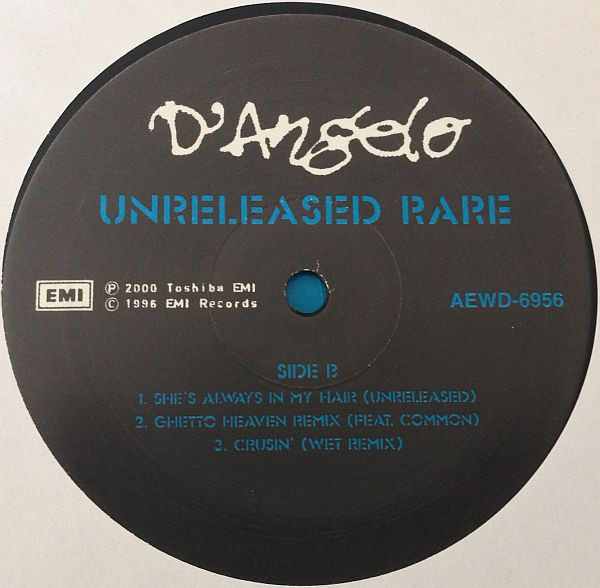 D'Angelo
UNRELEASED RARE
EMI
℗ 2000 Toshiba EMI
© 1996 EMI Records
AEWD-6956
SIDE B
1. SHE'S ALWAYS IN MY HAIR (UNRELEASED)
2. GHETTO HEAVEN REMIX (FEAT. COMMON)
3. CRUSIN' (WET REMIX)